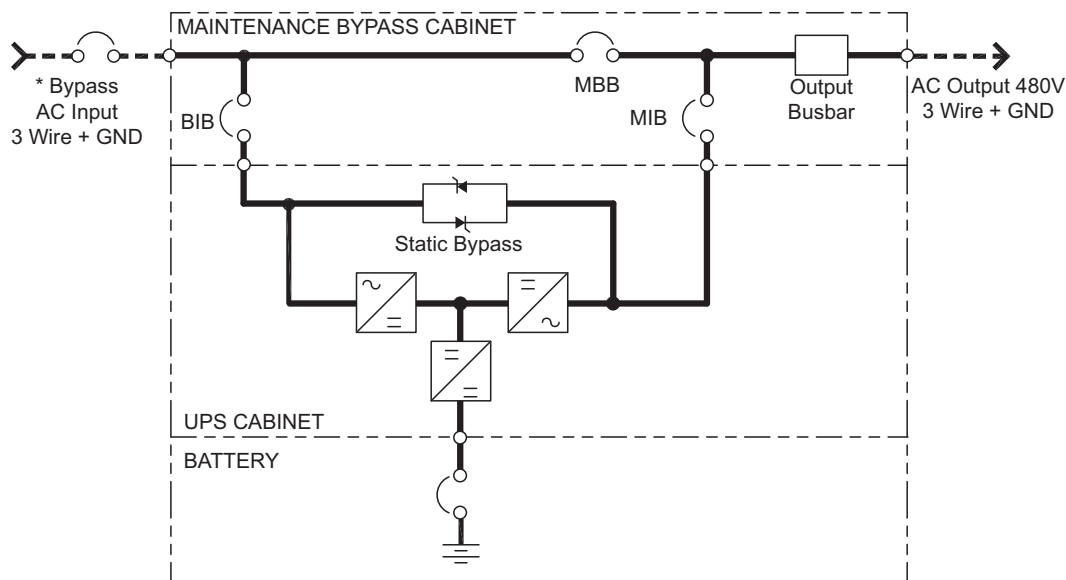 MAINTENANCE BYPASS CABINET
* Bypass
AC Input
3 Wire + GND
BIB
MBB
MIB
Output
Busbar
AC Output 480V
3 Wire + GND
Static Bypass
UPS CABINET
BATTERY